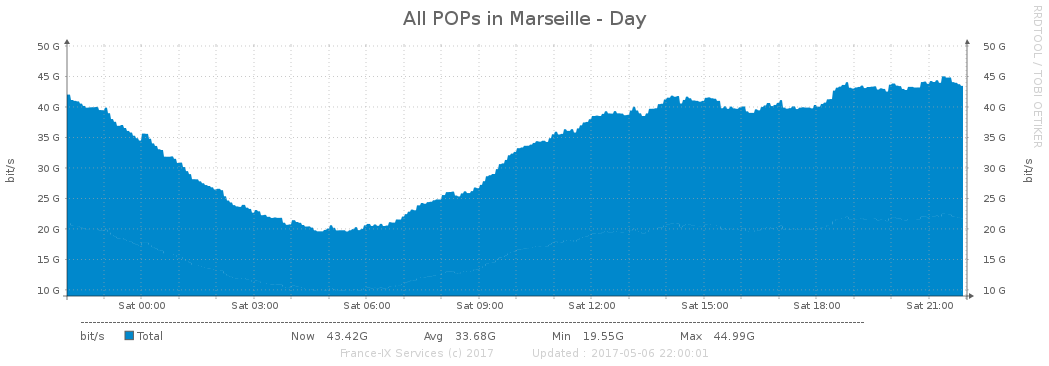 All POPs in Marseille - Day
RRDTOOL / TOBI OETIKER
bit/s
50 G 50 G
45 G 45 G
40 G 40 G
35 G 35 G
30 G 30 G
25 G 25 G
20 G 20 G
15 G 15 G
10 G 10 G
bit/s
Sat 00:00 Sat 03:00 Sat 06:00 Sat 09:00 Sat 12:00 Sat 15:00 Sat 18:00 Sat 21:00
bit/s Total Now 43.42G Avg 33.68G Min 19.55G Max 44.99G
France-IX Services (c) 2017 Updated : 2017-05-06 22:00:01